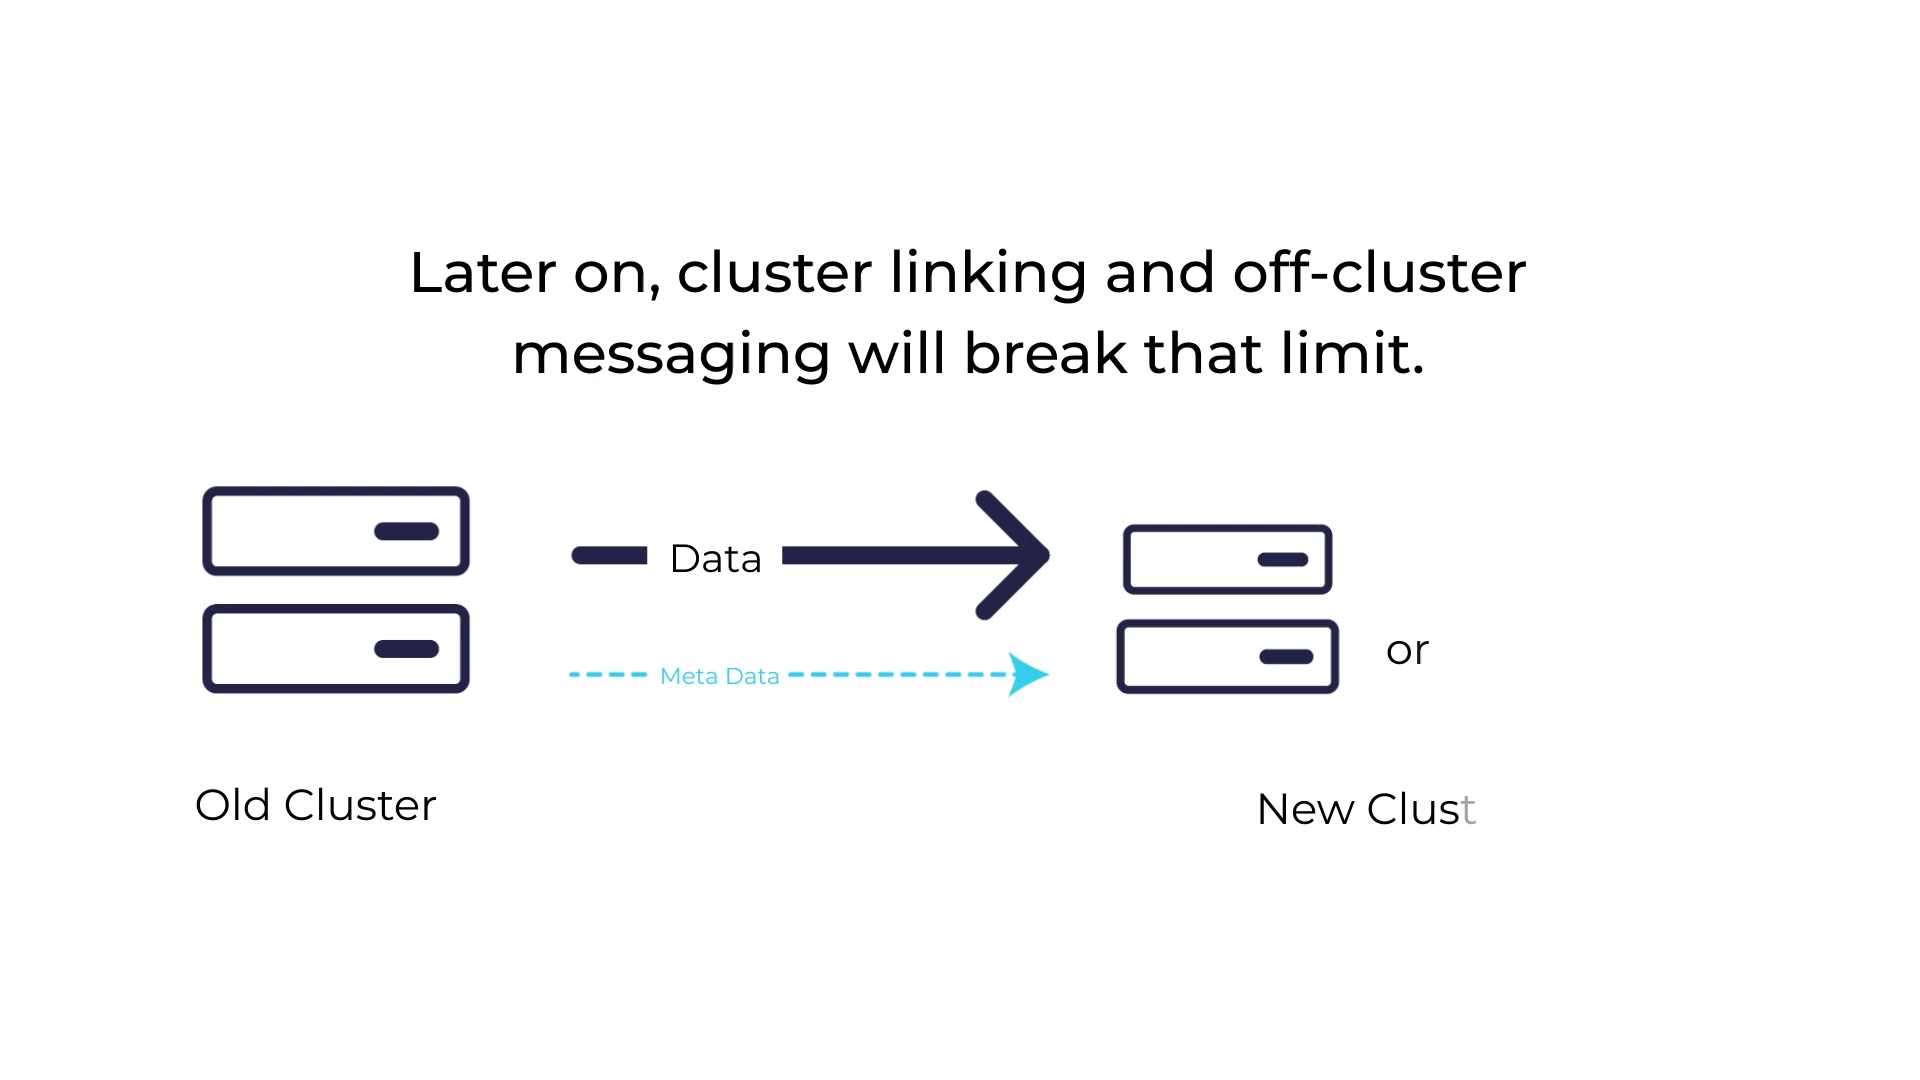 Later on, cluster linking and off-cluster
messaging will break that limit.
Data
Meta Data
or
Old Cluster
New Clust